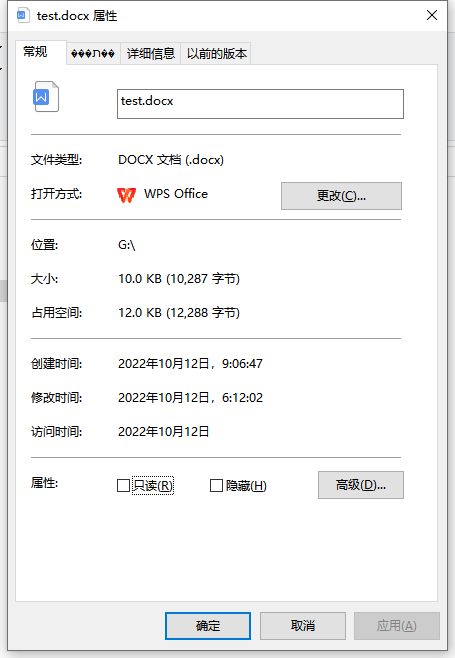 test.docx 属性
常规 详细信息 以前的版本
test.docx
文件类型: DOCX 文档 (.docx)
打开方式: WPS Office 更改(C)...
位置: G:\
大小: 10.0 KB (10,287 字节)
占用空间: 12.0 KB (12,288 字节)
创建时间: 2022年10月12日，9:06:47
修改时间: 2022年10月12日，6:12:02
访问时间: 2022年10月12日
属性: 只读(R) 隐藏(H) 高级(D)...
确定 取消 应用(A)